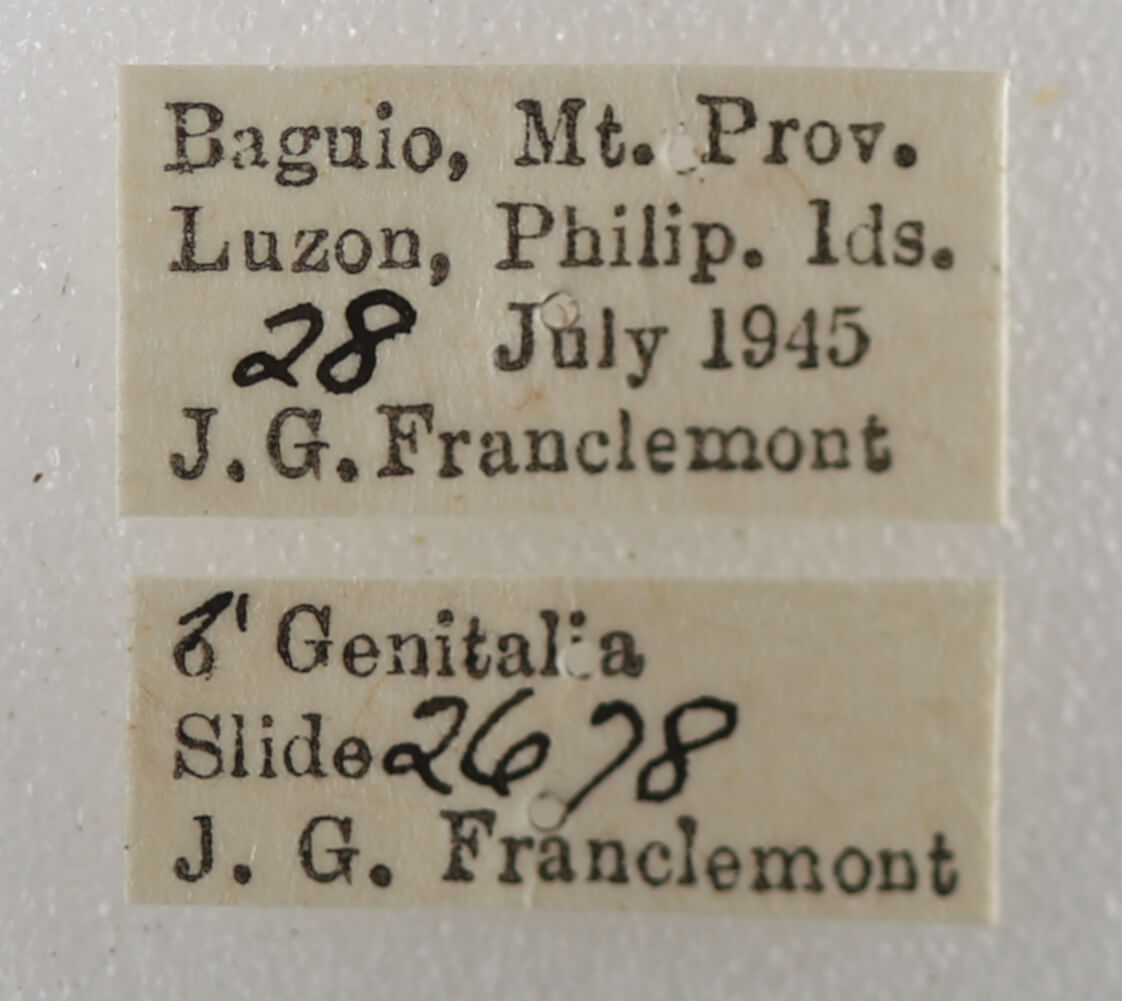 Baguio, Mt. Prov.
Luzon, Philip. Ids.
28 July 1945
J. G. Franclemont
♂ Genitalia
Slide 2678
J. G. Franclemont